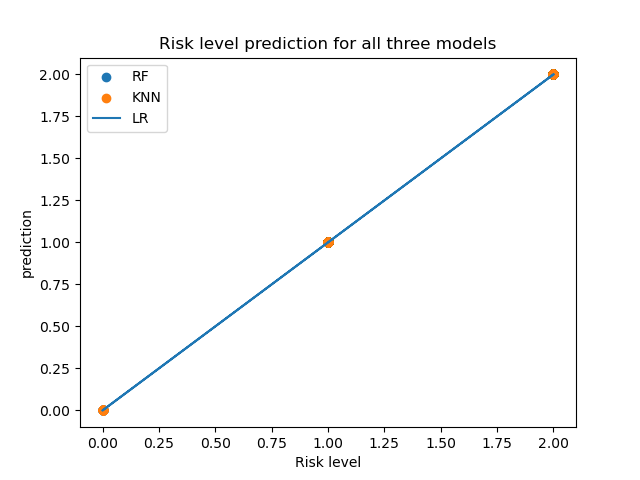 Risk level prediction for all three models
RF
KNN
LR
2.00
1.75
1.50
1.25
1.00
0.75
0.50
0.25
0.00
prediction
0.00 0.25 0.50 0.75 1.00 1.25 1.50 1.75 2.00
Risk level